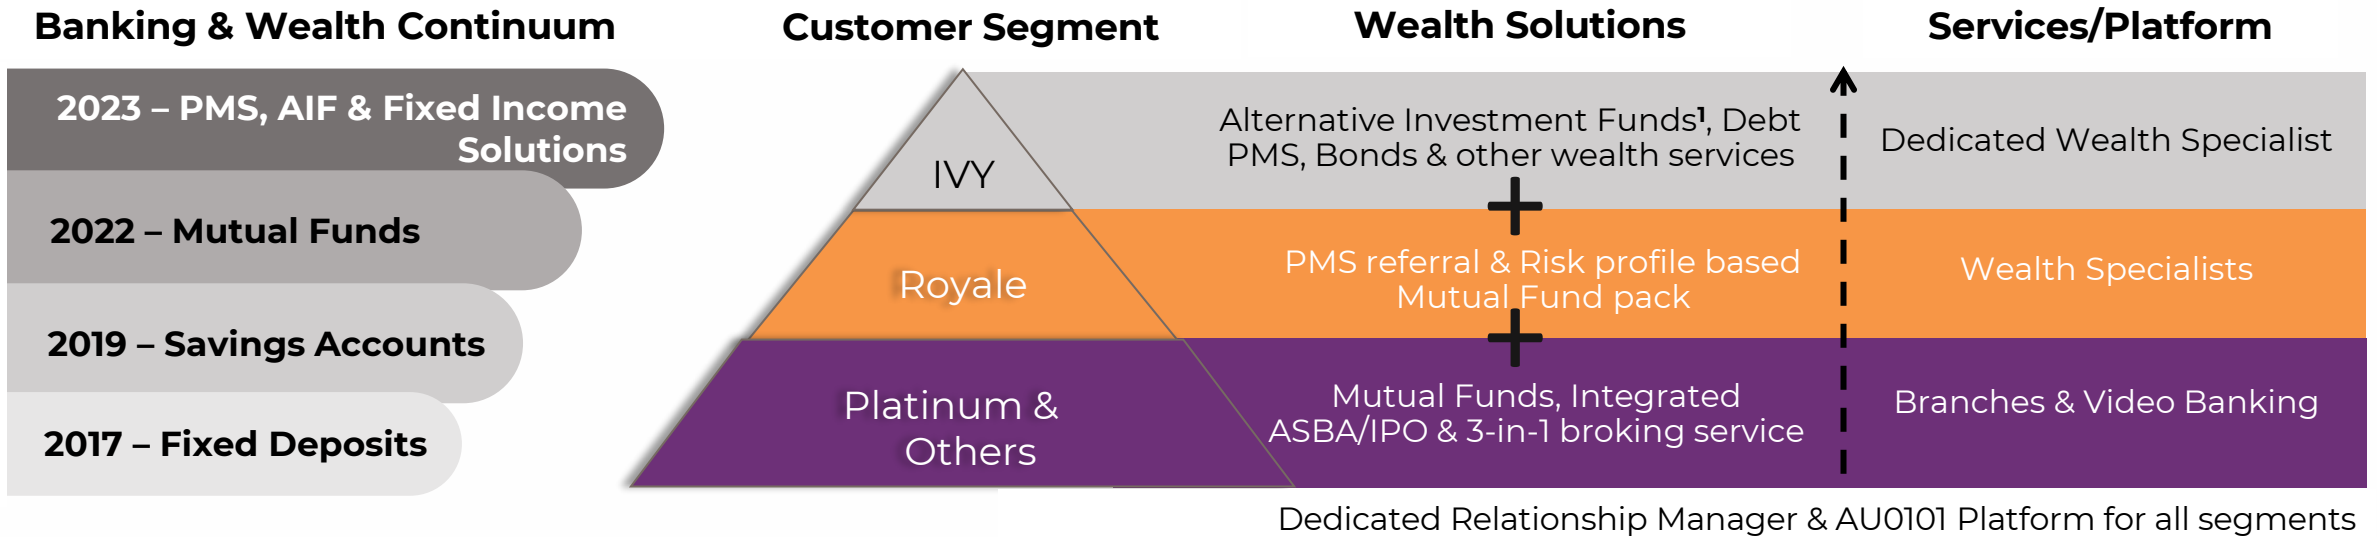 Banking & Wealth Continuum
2023 – PMS, AIF & Fixed Income
Solutions
2022 – Mutual Funds
2019 – Savings Accounts
2017 – Fixed Deposits
Customer Segment
IVY
Royale
Platinum &
Others
Wealth Solutions
Alternative Investment Funds¹, Debt
PMS, Bonds & other wealth services
PMS referral & Risk profile based
Mutual Fund pack
Mutual Funds, Integrated
ASBA/IPO & 3-in-1 broking service
Services/Platform
Dedicated Wealth Specialist
Wealth Specialists
Branches & Video Banking
Dedicated Relationship Manager & AU0101 Platform for all segments